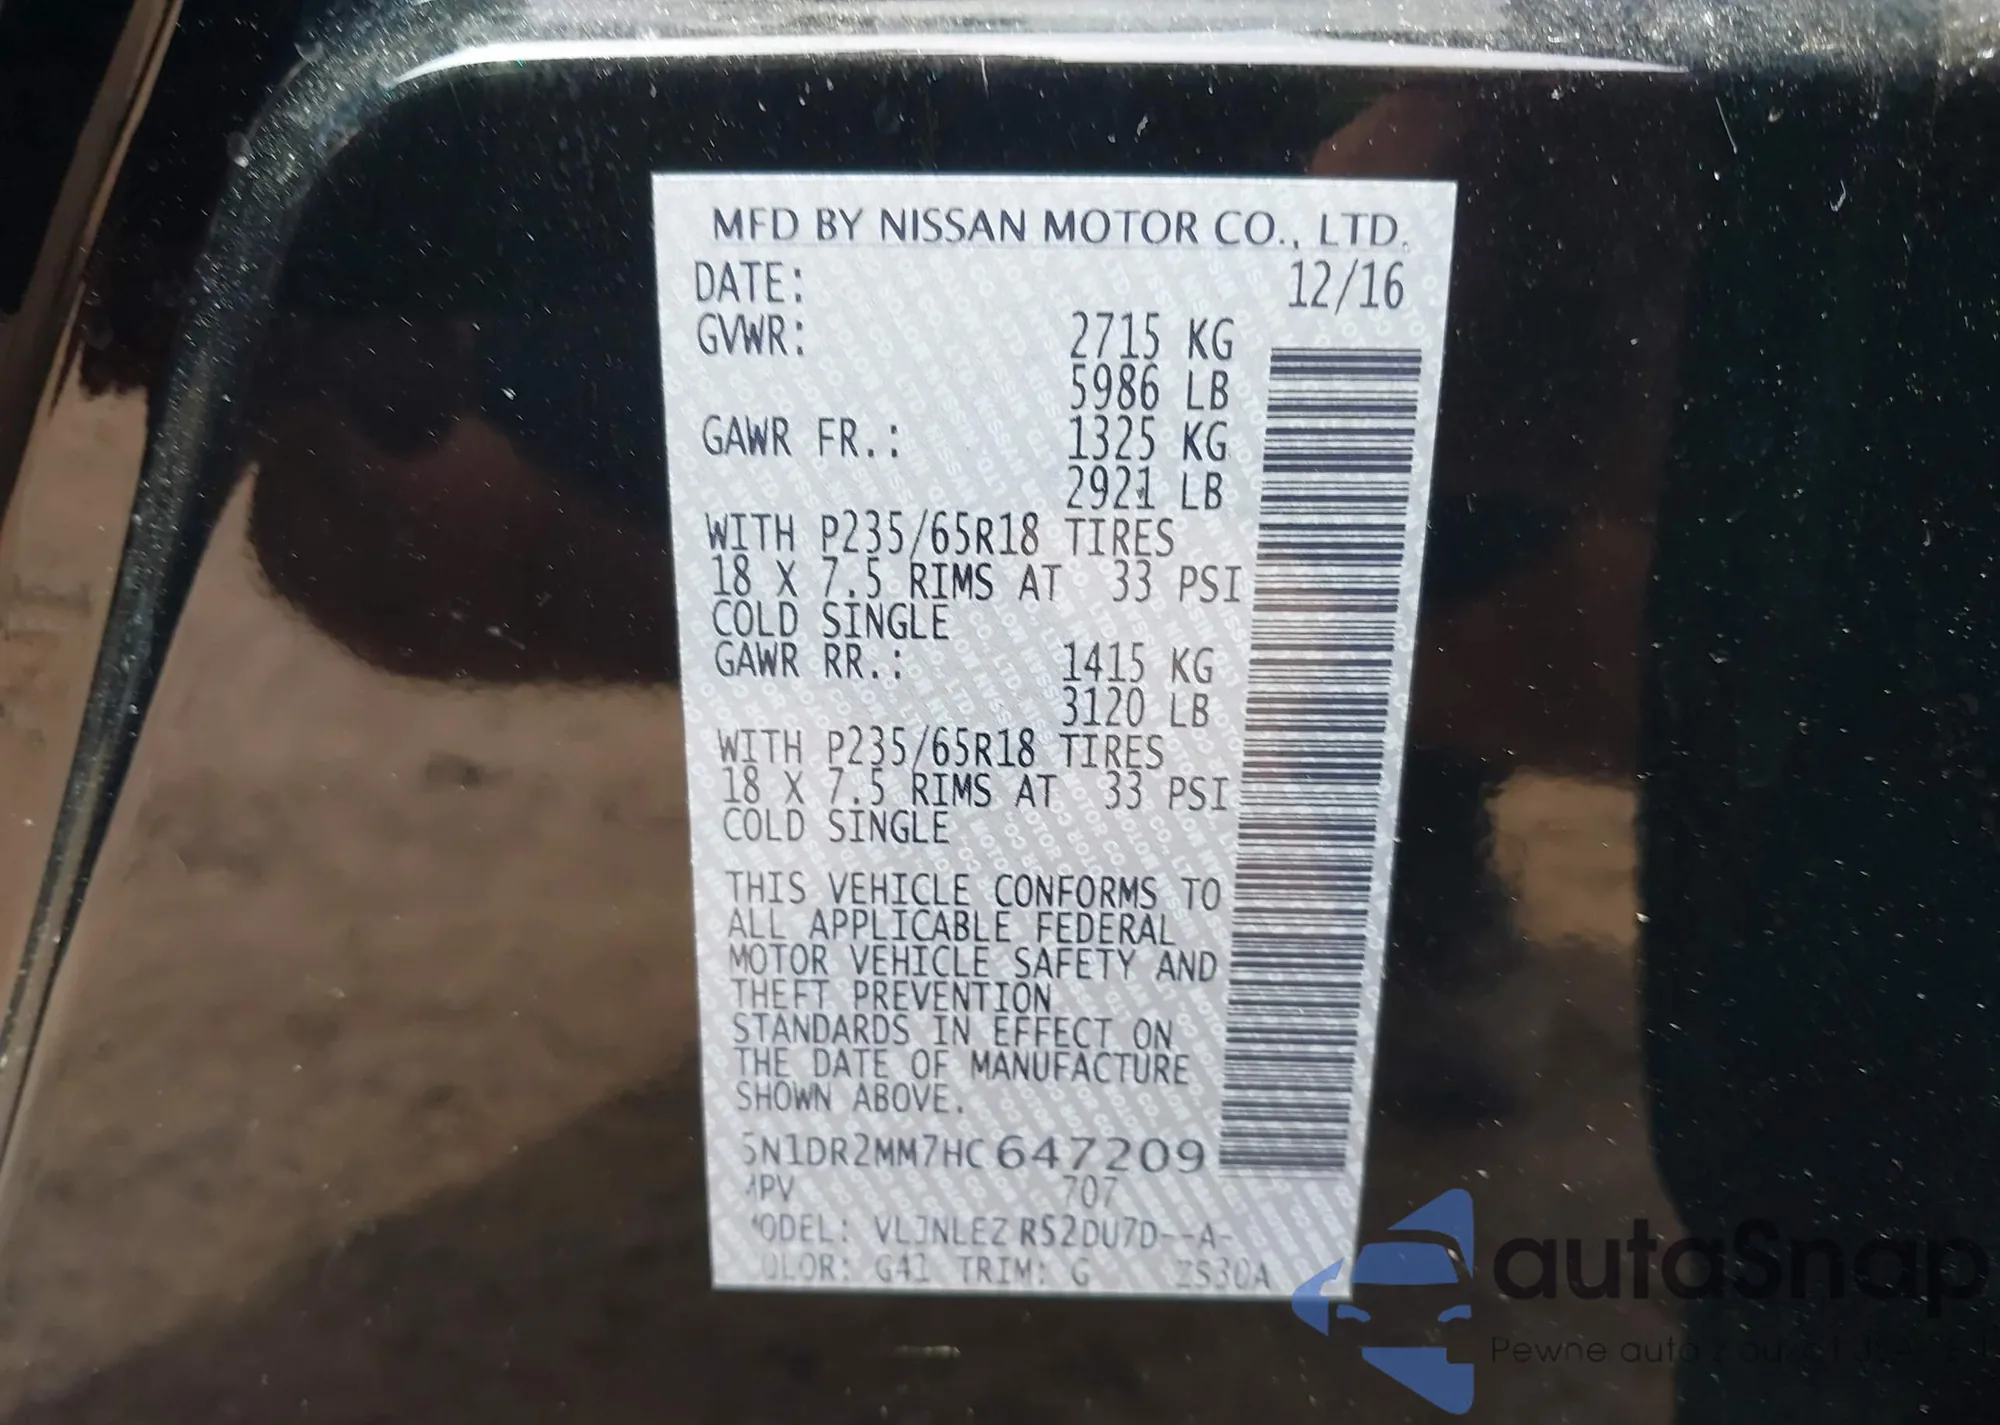 MFD BY NISSAN MOTOR CO., LTD.
DATE: 12/16
GVWR: 2715 KG
5986 LB
GAWR FR.: 1325 KG
2921 LB
WITH P235/65R18 TIRES
18 X 7.5 RIMS AT 33 PSI
COLD SINGLE
GAWR RR.: 1415 KG
3120 LB
WITH P235/65R18 TIRES
18 X 7.5 RIMS AT 33 PSI
COLD SINGLE
THIS VEHICLE CONFORMS TO
ALL APPLICABLE FEDERAL
MOTOR VEHICLE SAFETY AND
THEFT PREVENTION
STANDARDS IN EFFECT ON
THE DATE OF MANUFACTURE
SHOWN ABOVE.
5N1DR2MM7HC647209
MPV 707
MODEL: VLJNLEZ R52DU7D--A-
COLOR: G41 TRIM: G ZS30A
autaSnap
Pewne auto z